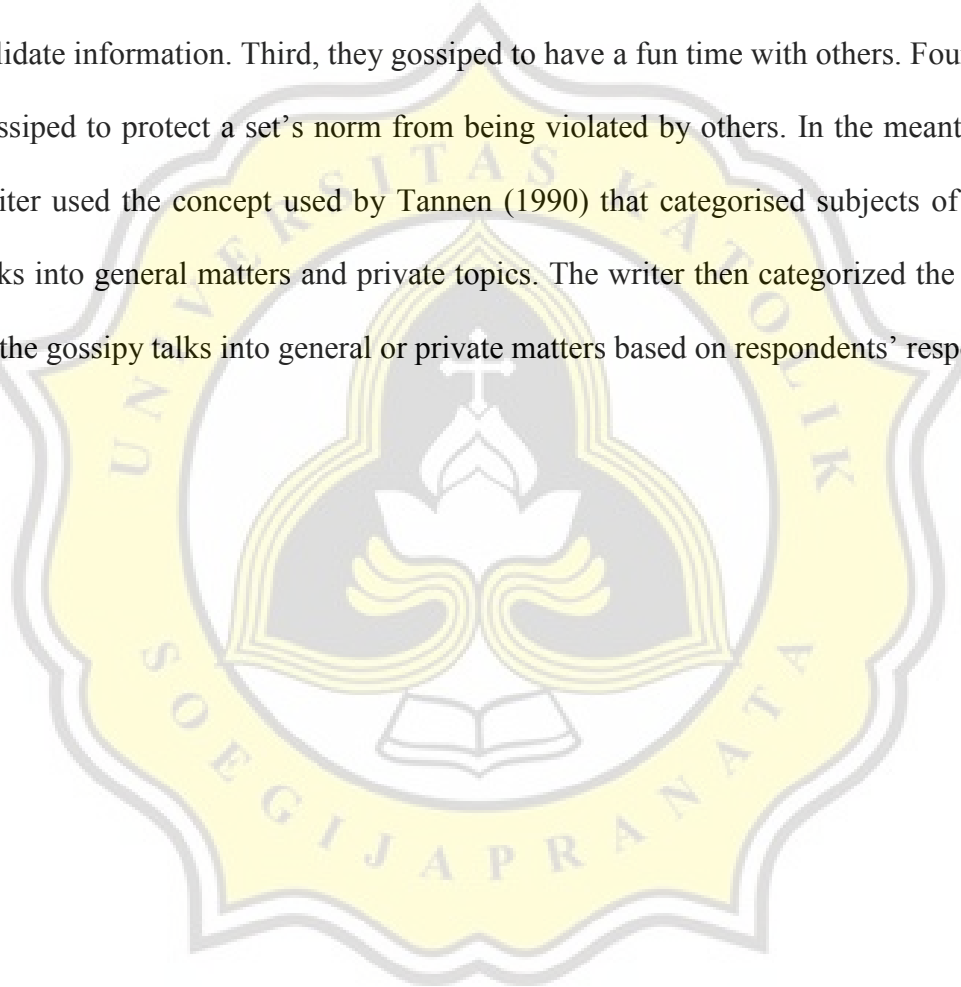 lidate information. Third, they gossiped to have a fun time with others. Four
ssiped to protect a set's norm from being violated by others. In the meant
iter used the concept used by Tannen (1990) that categorised subjects of
ks into general matters and private topics. The writer then categorized the
the gossipy talks into general or private matters based on respondents' resp
UNIVERSITAS KATOLIK
SOEGIJAPRANATA